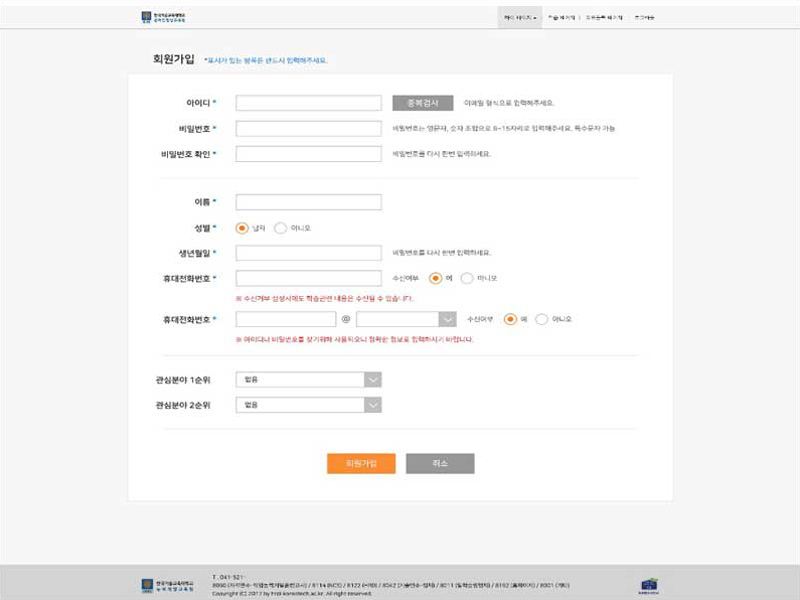 한국기술교육대학교
능력개발교육원
마이 페이지
로그아웃
회원가입 *표시가 있는 항목은 반드시 입력해주세요.
아이디 * 중복검사 이메일 형식으로 입력해주세요.
비밀번호 * 비밀번호는 영문자, 숫자 조합으로 8~15자리로 입력해주세요. 특수문자 가능
비밀번호 확인 * 비밀번호를 다시 한번 입력하세요.
이름 *
성별 * 남자 아니오
생년월일 * 비밀번호를 다시 한번 입력하세요.
휴대전화번호 * 수신여부 예 아니오
※ 수신거부 설정시에도 학습관련 내용은 수신될 수 있습니다.
휴대전화번호 * @ 수신여부 예 아니오
※ 아이디나 비밀번호를 찾기위해 사용되오니 정확한 정보로 입력하시기 바랍니다.
관심분야 1순위 없음
관심분야 2순위 없음
회원가입 취소
한국기술교육대학교
능력개발교육원
T. 041-521-
Copyright (C) 2017 by hrdi.koreatech.ac.kr. All right reserved.